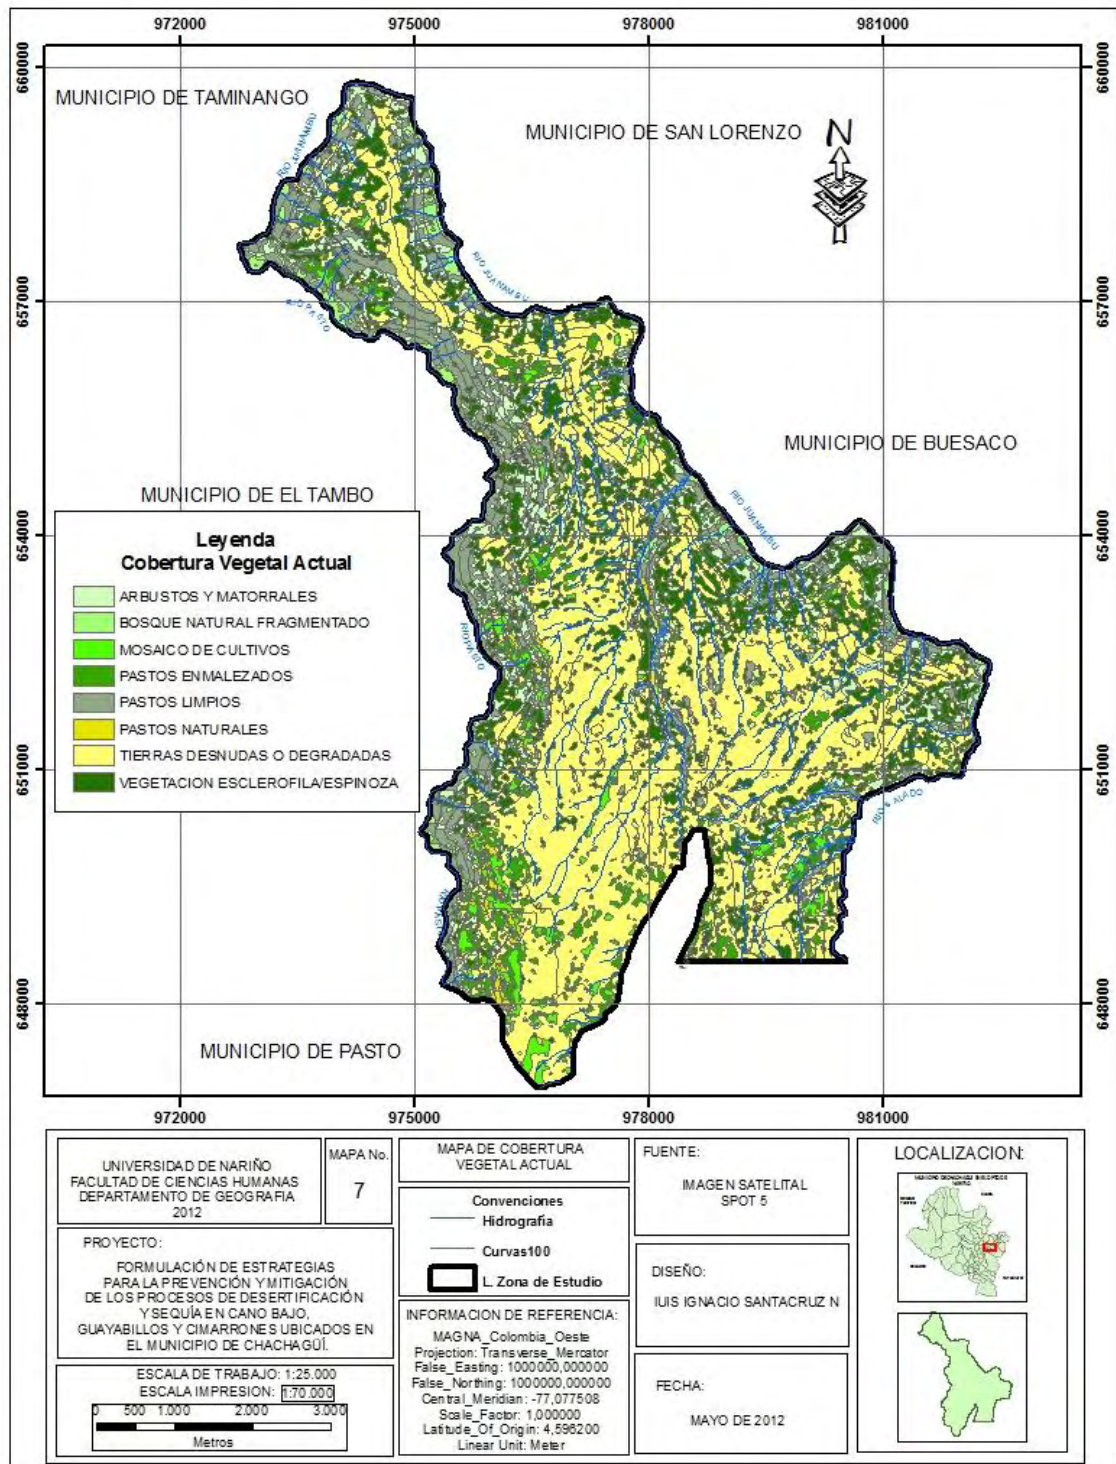 972000 975000 978000 981000
660000 660000
MUNICIPIO DE TAMINANGO
MUNICIPIO DE SAN LORENZO
N
RIO JUANAMBU
RIO JUANAMBU
657000 657000
RIO PASTO
MUNICIPIO DE BUESACO
MUNICIPIO DE EL TAMBO
RIO JUANAMBU
654000 654000
Leyenda
Cobertura Vegetal Actual
ARBUSTOS Y MATORRALES
BOSQUE NATURAL FRAGMENTADO
MOSAICO DE CULTIVOS
PASTOS ENMALEZADOS
PASTOS LIMPIOS
PASTOS NATURALES
TIERRAS DESNUDAS O DEGRADADAS
VEGETACION ESCLEROFILA/ESPINOZA
RIO PASTO
651000 651000
648000 648000
MUNICIPIO DE PASTO
972000 975000 978000 981000
UNIVERSIDAD DE NARIÑO
FACULTAD DE CIENCIAS HUMANAS
DEPARTAMENTO DE GEOGRAFIA
2012
MAPA No.
7
PROYECTO:
FORMULACIÓN DE ESTRATEGIAS
PARA LA PREVENCIÓN Y MITIGACIÓN
DE LOS PROCESOS DE DESERTIFICACIÓN
Y SEQUÍA EN CANO BAJO,
GUAYABILLOS Y CIMARRONES UBICADOS EN
EL MUNICIPIO DE CHACHAGÜÍ.
ESCALA DE TRABAJO: 1:25.000
ESCALA IMPRESION: 1:70.000
0 500 1.000 2.000 3.000
Metros
MAPA DE COBERTURA
VEGETAL ACTUAL
Convenciones
Hidrografia
Curvas100
L. Zona de Estudio
INFORMACION DE REFERENCIA:
MAGNA_Colombia_Oeste
Projection: Transverse_Mercator
False_Easting: 1000000,000000
False_Northing: 1000000,000000
Central_Meridian: -77,077508
Scale_Factor: 1,000000
Latitude_Of_Origin: 4,596200
Linear Unit: Meter
FUENTE:
IMAGEN SATELITAL
SPOT 5
DISEÑO:
IUIS IGNACIO SANTACRUZ N
FECHA:
MAYO DE 2012
LOCALIZACION: